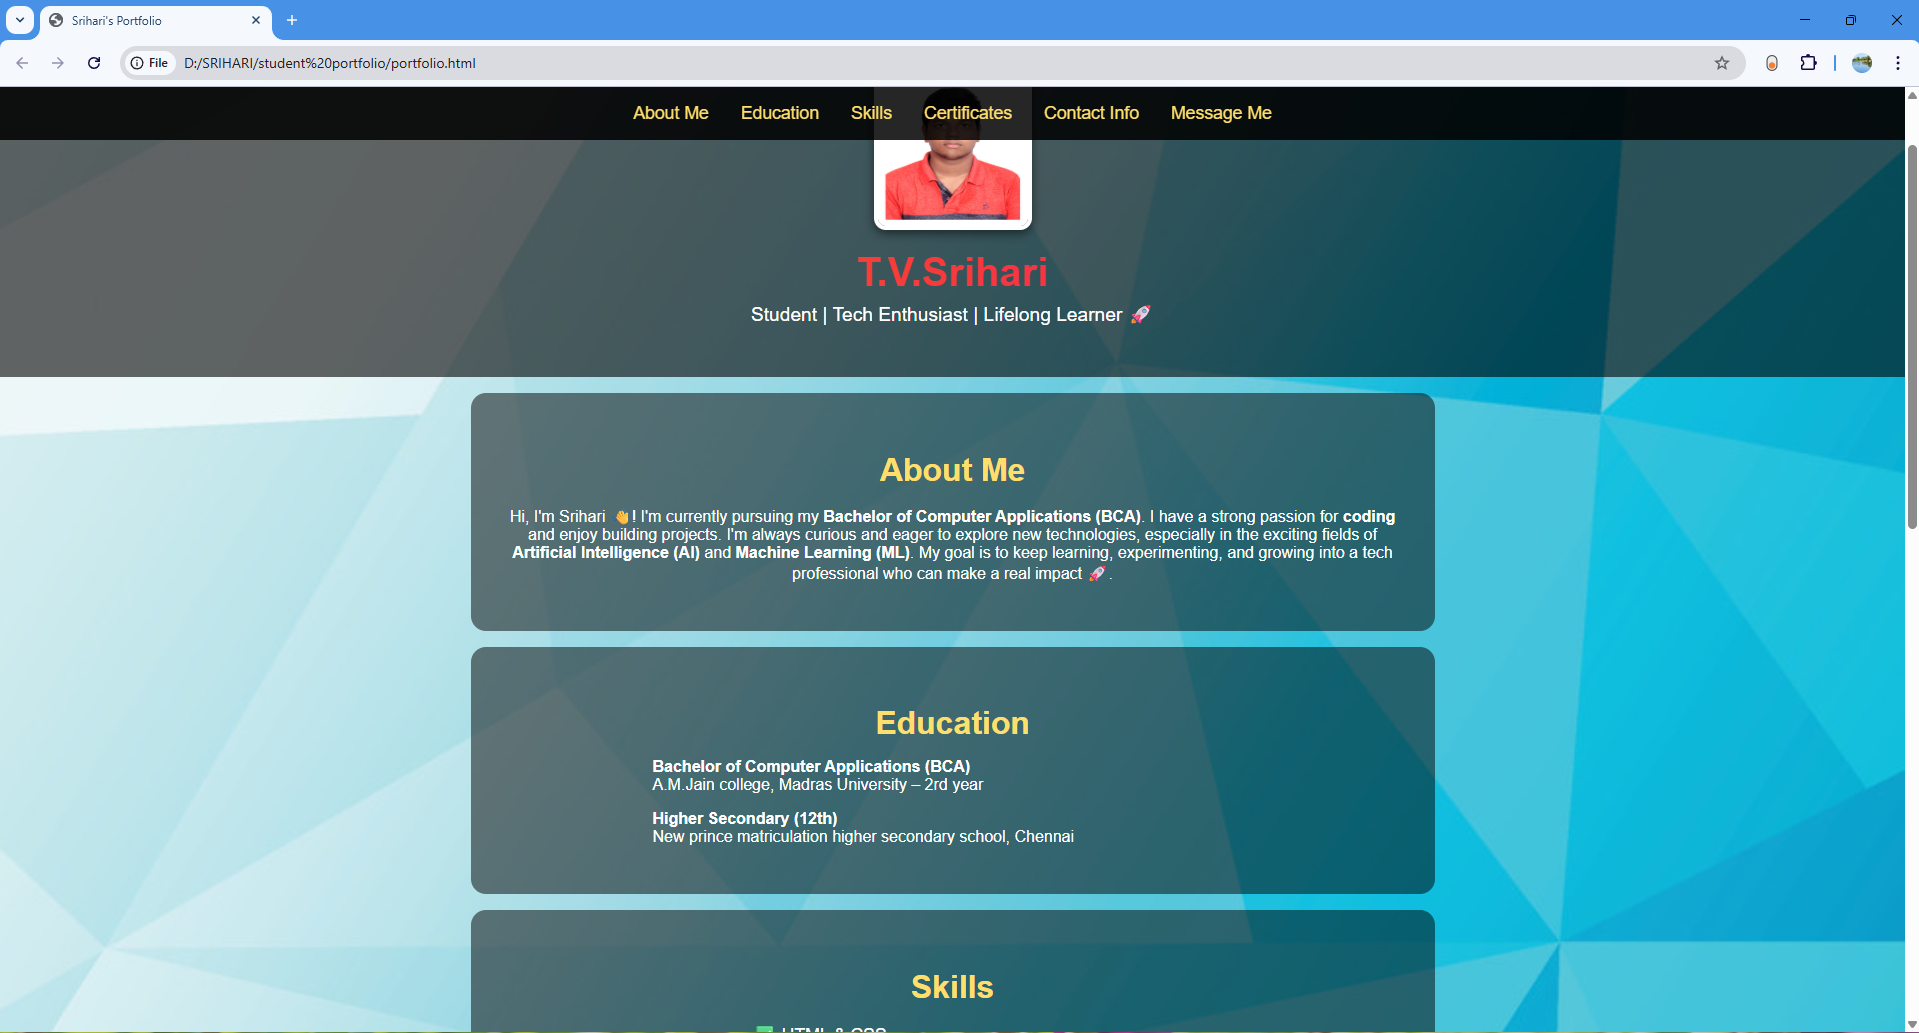 Srihari's Portfolio
File D:/SRIHARI/student%20portfolio/portfolio.html
About Me Education Skills Certificates Contact Info Message Me
T.V.Srihari
Student | Tech Enthusiast | Lifelong Learner 🚀
About Me
Hi, I'm Srihari 👋! I'm currently pursuing my Bachelor of Computer Applications (BCA). I have a strong passion for coding
and enjoy building projects. I'm always curious and eager to explore new technologies, especially in the exciting fields of
Artificial Intelligence (AI) and Machine Learning (ML). My goal is to keep learning, experimenting, and growing into a tech
professional who can make a real impact 🚀.
Education
Bachelor of Computer Applications (BCA)
A.M.Jain college, Madras University – 2rd year
Higher Secondary (12th)
New prince matriculation higher secondary school, Chennai
Skills
✅ HTML & CSS